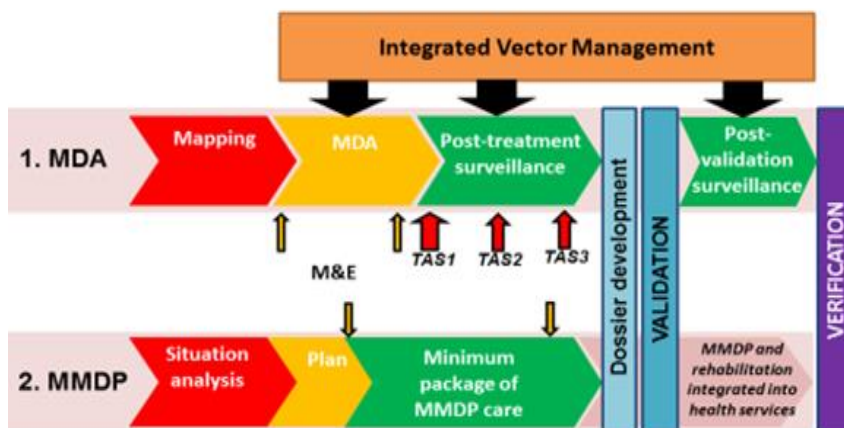 Integrated Vector Management
1. MDA
Mapping
MDA
Post-treatment
surveillance
Post-
validation
surveillance
TAS1
TAS2
TAS3
M&E
Dossier development
VALIDATION
VERIFICATION
2. MMDP
Situation
analysis
Plan
Minimum
package of
MMDP care
MMDP and
rehabilitation
integrated into
health services